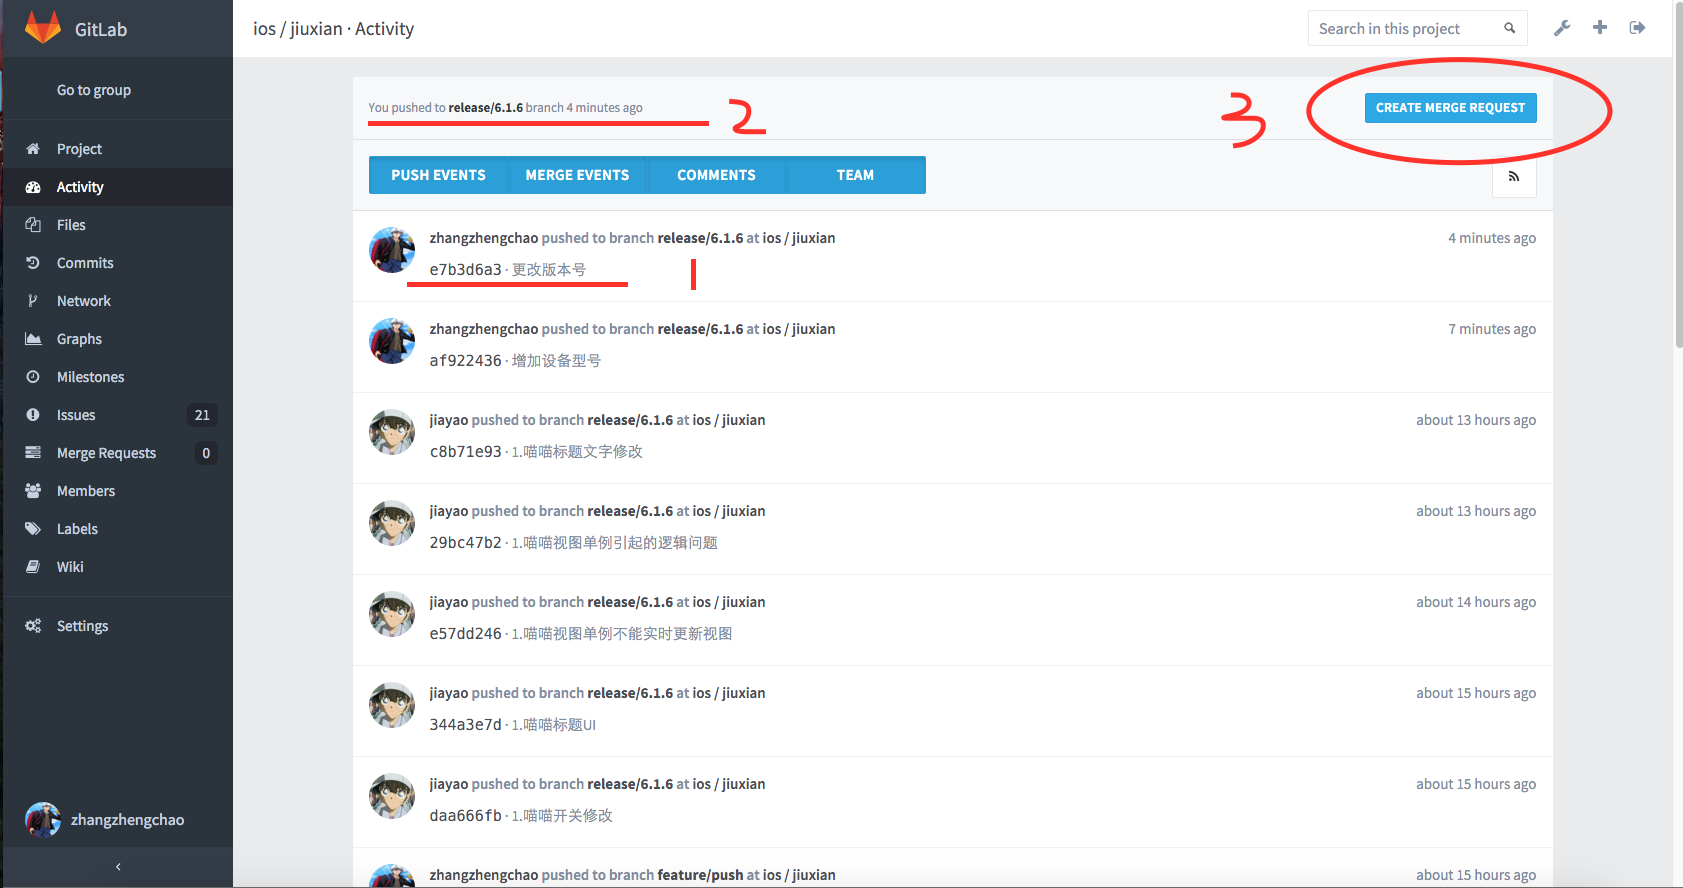 GitLab
ios / jiuxian · Activity
Search in this project
Go to group
Project
Activity
Files
Commits
Network
Graphs
Milestones
Issues 21
Merge Requests 0
Members
Labels
Wiki
Settings
zhangzhengchao
You pushed to release/6.1.6 branch 4 minutes ago
2
3
CREATE MERGE REQUEST
PUSH EVENTS
MERGE EVENTS
COMMENTS
TEAM
zhangzhengchao pushed to branch release/6.1.6 at ios / jiuxian
4 minutes ago
e7b3d6a3 · 更改版本号
1
zhangzhengchao pushed to branch release/6.1.6 at ios / jiuxian
7 minutes ago
af922436 · 增加设备型号
jiayao pushed to branch release/6.1.6 at ios / jiuxian
about 13 hours ago
c8b71e93 · 1.喵喵标题文字修改
jiayao pushed to branch release/6.1.6 at ios / jiuxian
about 13 hours ago
29bc47b2 · 1.喵喵视图单例引起的逻辑问题
jiayao pushed to branch release/6.1.6 at ios / jiuxian
about 14 hours ago
e57dd246 · 1.喵喵视图单例不能实时更新视图
jiayao pushed to branch release/6.1.6 at ios / jiuxian
about 15 hours ago
344a3e7d · 1.喵喵标题UI
jiayao pushed to branch release/6.1.6 at ios / jiuxian
about 15 hours ago
daa666fb · 1.喵喵开关修改
zhangzhengchao pushed to branch feature/push at ios / jiuxian
about 15 hours ago